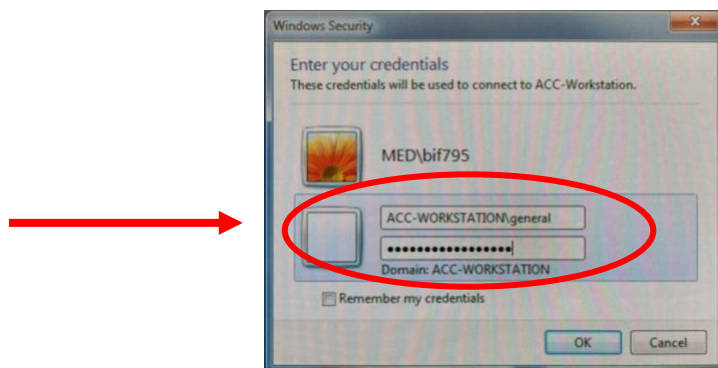 Windows Security
Enter your credentials
These credentials will be used to connect to ACC-Workstation.
MED\bif795
ACC-WORKSTATION\general
•••••••••••••••••
Domain: ACC-WORKSTATION
Remember my credentials
OK Cancel